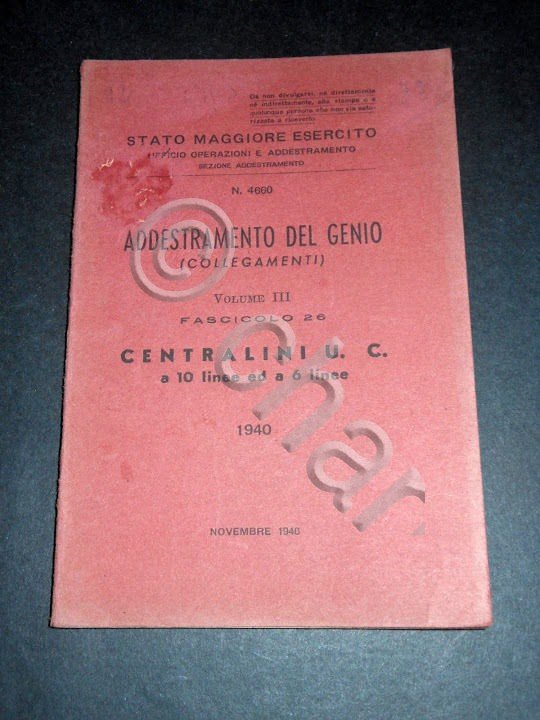 Da non divulgarsi, nè direttamente
nè indirettamente, alla stampa o a
qualunque persona che non sia auto-
rizzata a riceverlo
STATO MAGGIORE ESERCITO
UFFICIO OPERAZIONI E ADDESTRAMENTO
SEZIONE ADDESTRAMENTO
N. 4660
ADDESTRAMENTO DEL GENIO
(COLLEGAMENTI)
VOLUME III
FASCICOLO 26
CENTRALINI U. C.
a 10 linee ed a 6 linee
1940
NOVEMBRE 1946
© char